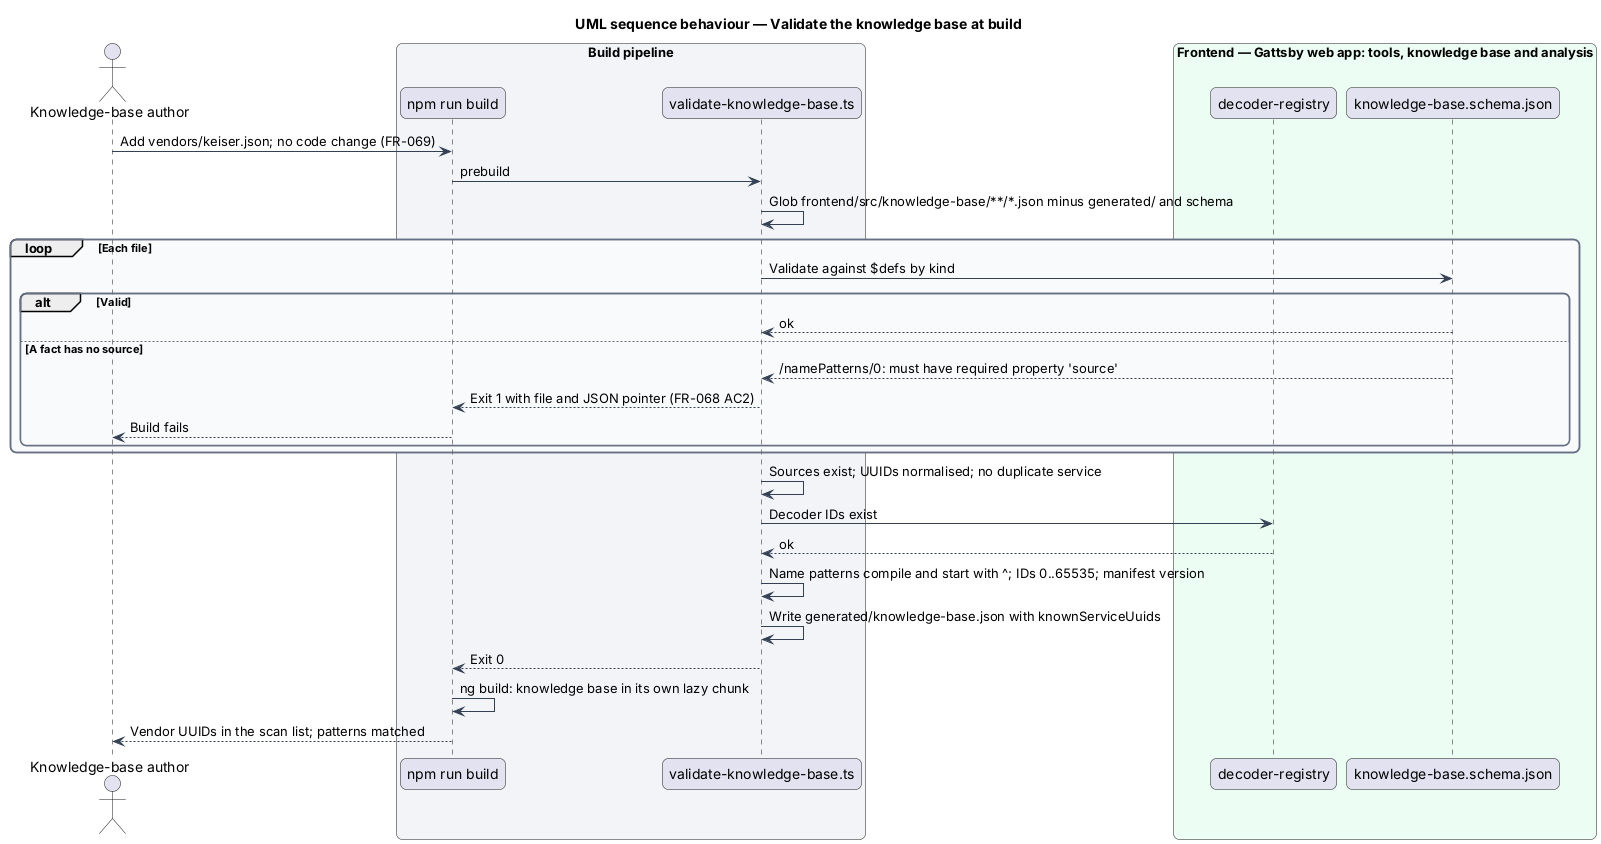 UML sequence behaviour — Validate the knowledge base at build
Build pipeline
Frontend — Gattsby web app: tools, knowledge base and analysis
Knowledge-base author
npm run build
validate-knowledge-base.ts
decoder-registry
knowledge-base.schema.json
Add vendors/keiser.json; no code change (FR-069)
prebuild
Glob frontend/src/knowledge-base/**/*.json minus generated/ and schema
loop
[Each file]
Validate against $defs by kind
alt
[Valid]
ok
[A fact has no source]
/namePatterns/0: must have required property 'source'
Exit 1 with file and JSON pointer (FR-068 AC2)
Build fails
Sources exist; UUIDs normalised; no duplicate service
Decoder IDs exist
ok
Name patterns compile and start with ^; IDs 0..65535; manifest version
Write generated/knowledge-base.json with knownServiceUuids
Exit 0
ng build: knowledge base in its own lazy chunk
Vendor UUIDs in the scan list; patterns matched
Knowledge-base author
npm run build
validate-knowledge-base.ts
decoder-registry
knowledge-base.schema.json